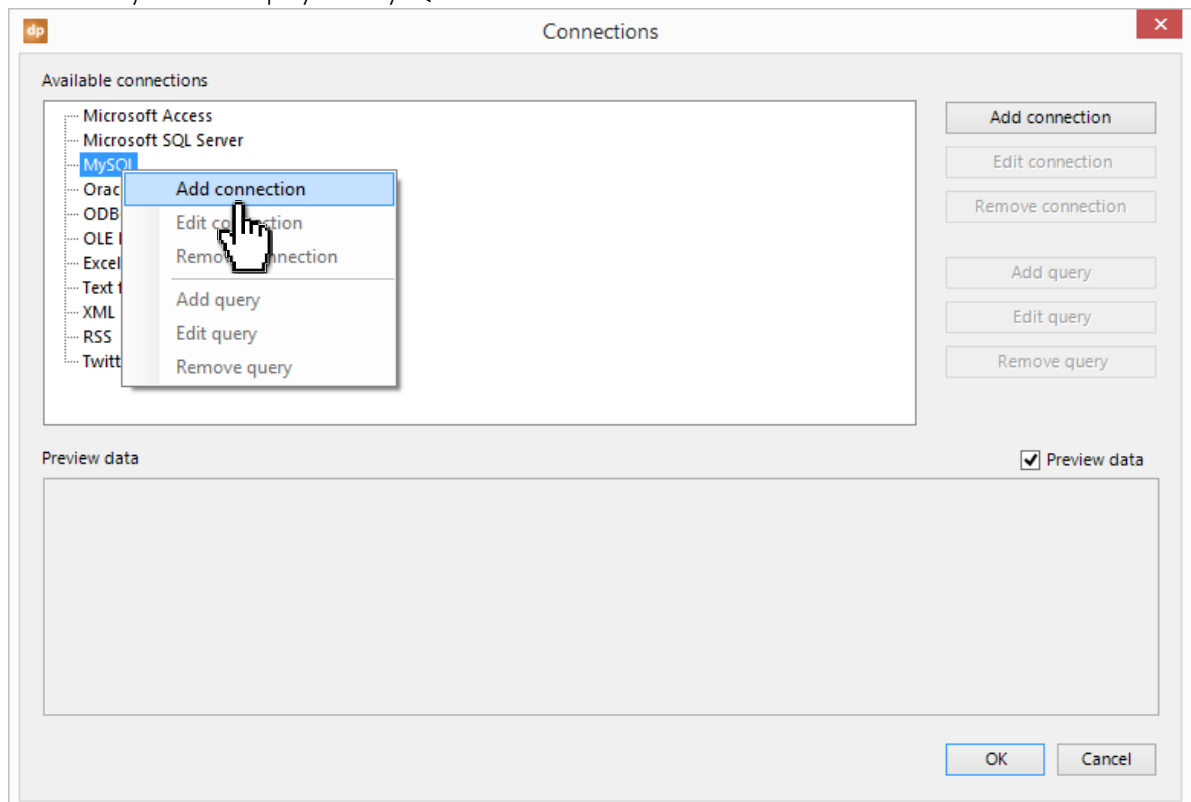 dp
Connections
Available connections
Microsoft Access
Microsoft SQL Server
MySQL
Add connection
Edit connection
Remove connection
Add query
Edit query
Remove query
Excel
XML
RSS
Add connection
Edit connection
Remove connection
Add query
Edit query
Remove query
Preview data
Preview data
OK
Cancel